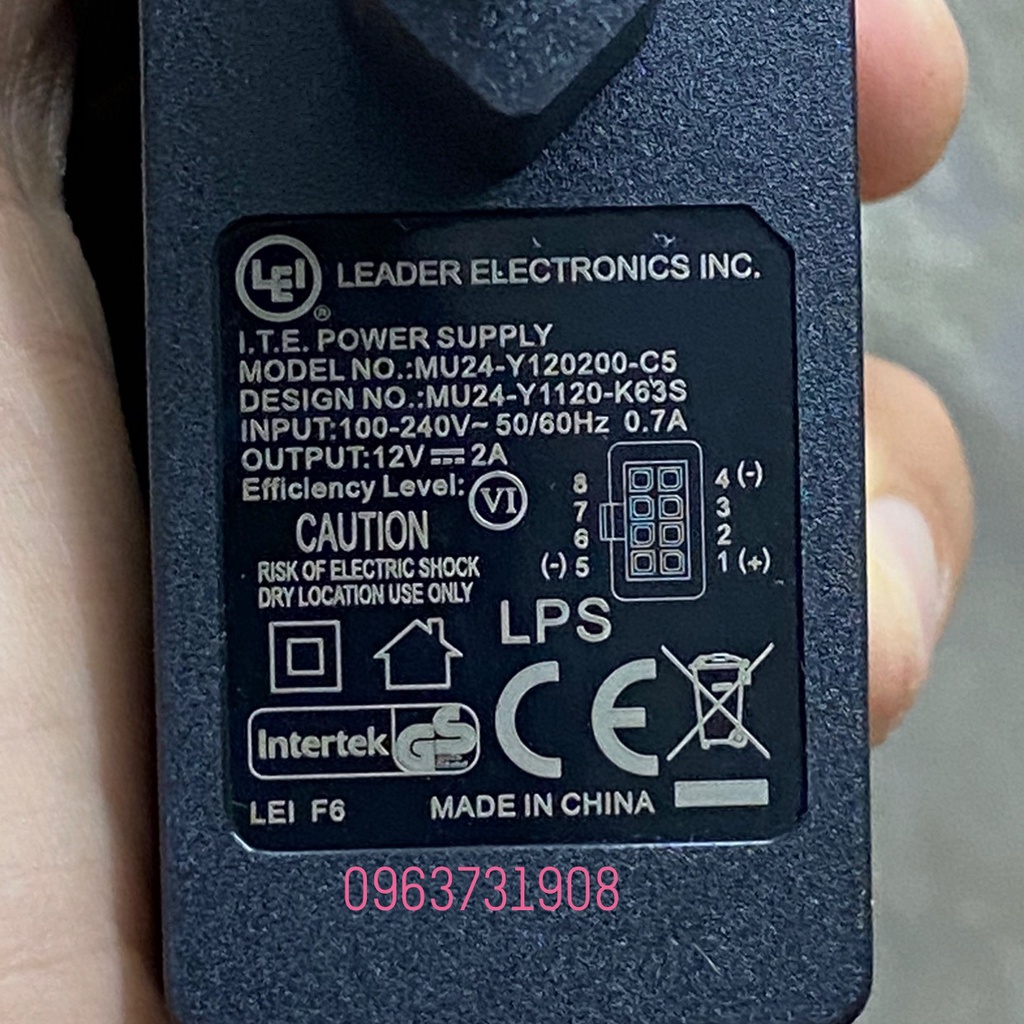 LEI ® LEADER ELECTRONICS INC.
I.T.E. POWER SUPPLY
MODEL NO.:MU24-Y120200-C5
DESIGN NO.:MU24-Y1120-K63S
INPUT:100-240V~ 50/60Hz 0.7A
OUTPUT:12V⎓2A
Efficiency Level: VI
8 4 (-)
7 3
6 2
(-) 5 1 (+)
CAUTION
RISK OF ELECTRIC SHOCK
DRY LOCATION USE ONLY
LPS
Intertek GS CE
LEI F6 MADE IN CHINA
0963731908